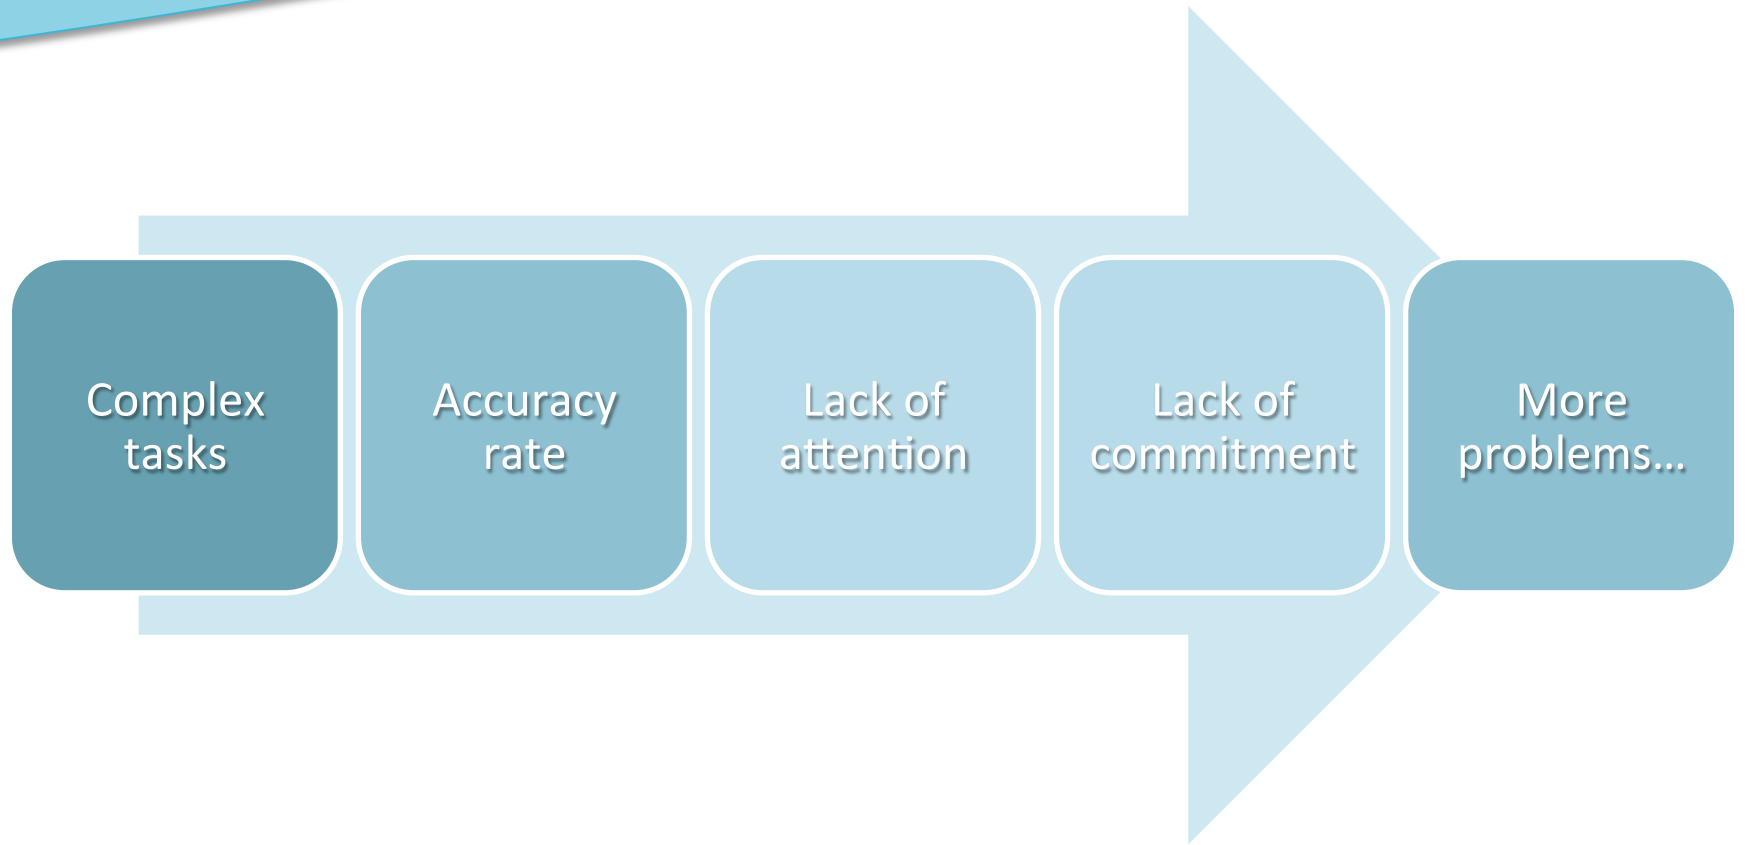 Complex
tasks
Accuracy
rate
Lack of
attention
Lack of
commitment
More
problems...